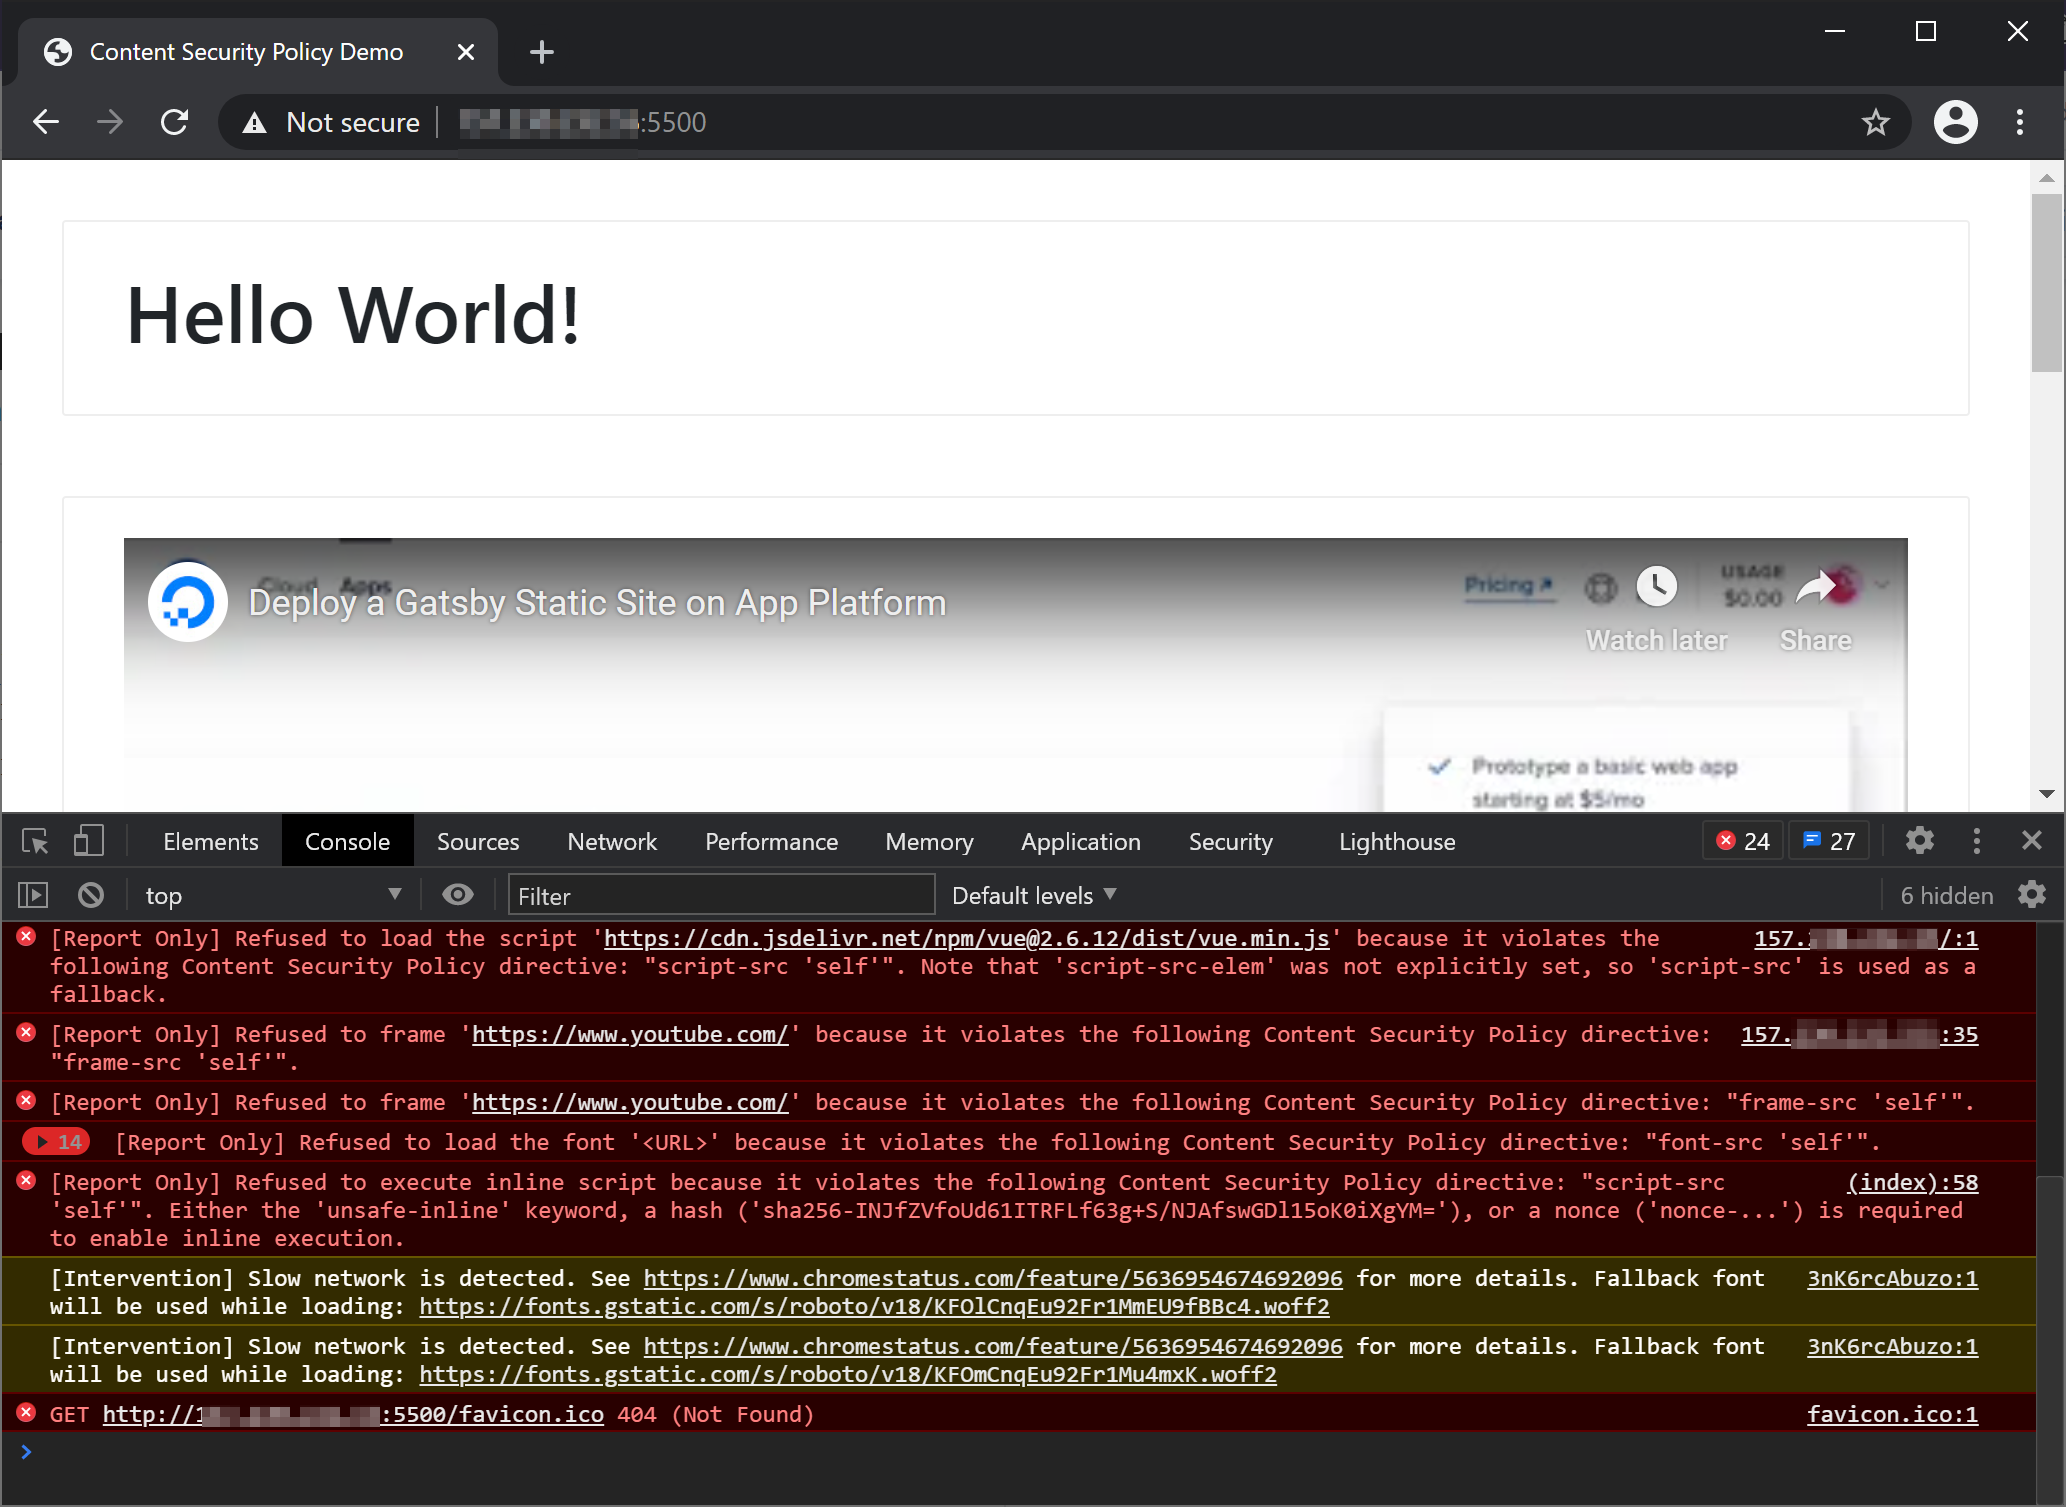 Content Security Policy Demo
Not secure
:5500
Hello World!
Cloud Apps
Deploy a Gatsby Static Site on App Platform
Pricing
USAGE
$0.00
Watch later
Share
Prototype a basic web app
starting at $5/mo
Elements Console Sources Network Performance Memory Application Security Lighthouse 24 27
top
Filter
Default levels
6 hidden
[Report Only] Refused to load the script 'https://cdn.jsdelivr.net/npm/vue@2.6.12/dist/vue.min.js' because it violates the 157. /:1
following Content Security Policy directive: "script-src 'self'". Note that 'script-src-elem' was not explicitly set, so 'script-src' is used as a
fallback.
[Report Only] Refused to frame 'https://www.youtube.com/' because it violates the following Content Security Policy directive: 157. :35
"frame-src 'self'".
[Report Only] Refused to frame 'https://www.youtube.com/' because it violates the following Content Security Policy directive: "frame-src 'self'".
14 [Report Only] Refused to load the font '<URL>' because it violates the following Content Security Policy directive: "font-src 'self'".
[Report Only] Refused to execute inline script because it violates the following Content Security Policy directive: "script-src (index):58
'self'". Either the 'unsafe-inline' keyword, a hash ('sha256-INJfZVfoUd61ITRFLf63g+S/NJAfswGDl15oK0iXgYM='), or a nonce ('nonce-...') is required
to enable inline execution.
[Intervention] Slow network is detected. See https://www.chromestatus.com/feature/5636954674692096 for more details. Fallback font 3nK6rcAbuzo:1
will be used while loading: https://fonts.gstatic.com/s/roboto/v18/KFOlCnqEu92Fr1MmEU9fBBc4.woff2
[Intervention] Slow network is detected. See https://www.chromestatus.com/feature/5636954674692096 for more details. Fallback font 3nK6rcAbuzo:1
will be used while loading: https://fonts.gstatic.com/s/roboto/v18/KFOmCnqEu92Fr1Mu4mxK.woff2
GET http://1 :5500/favicon.ico 404 (Not Found) favicon.ico:1